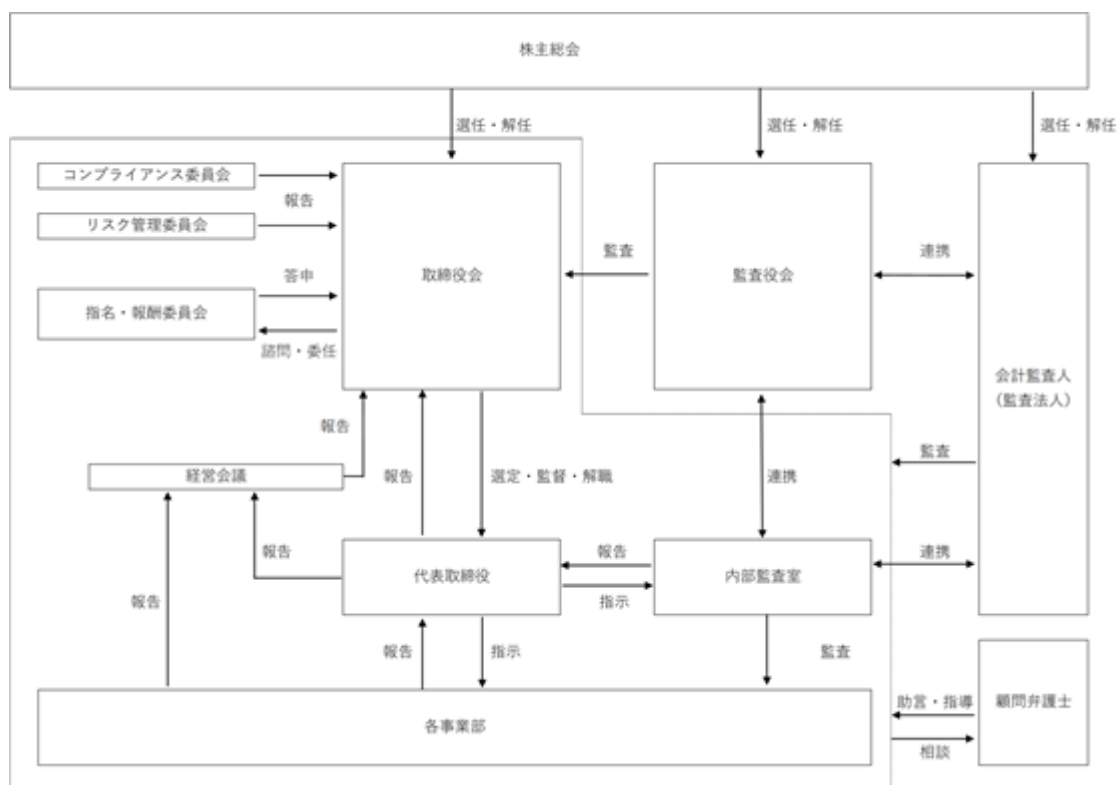 株主総会
選任・解任
選任・解任
選任・解任
コンプライアンス委員会
報告
リスク管理委員会
答申
指名・報酬委員会
諮問・委任
取締役会
監査
監査役会
連携
会計監査人
(監査法人)
報告
経営会議
報告
選定・監督・解職
連携
監査
報告
代表取締役
報告
指示
内部監査室
連携
報告
報告
指示
監査
各事業部
助言・指導
相談
顧問弁護士